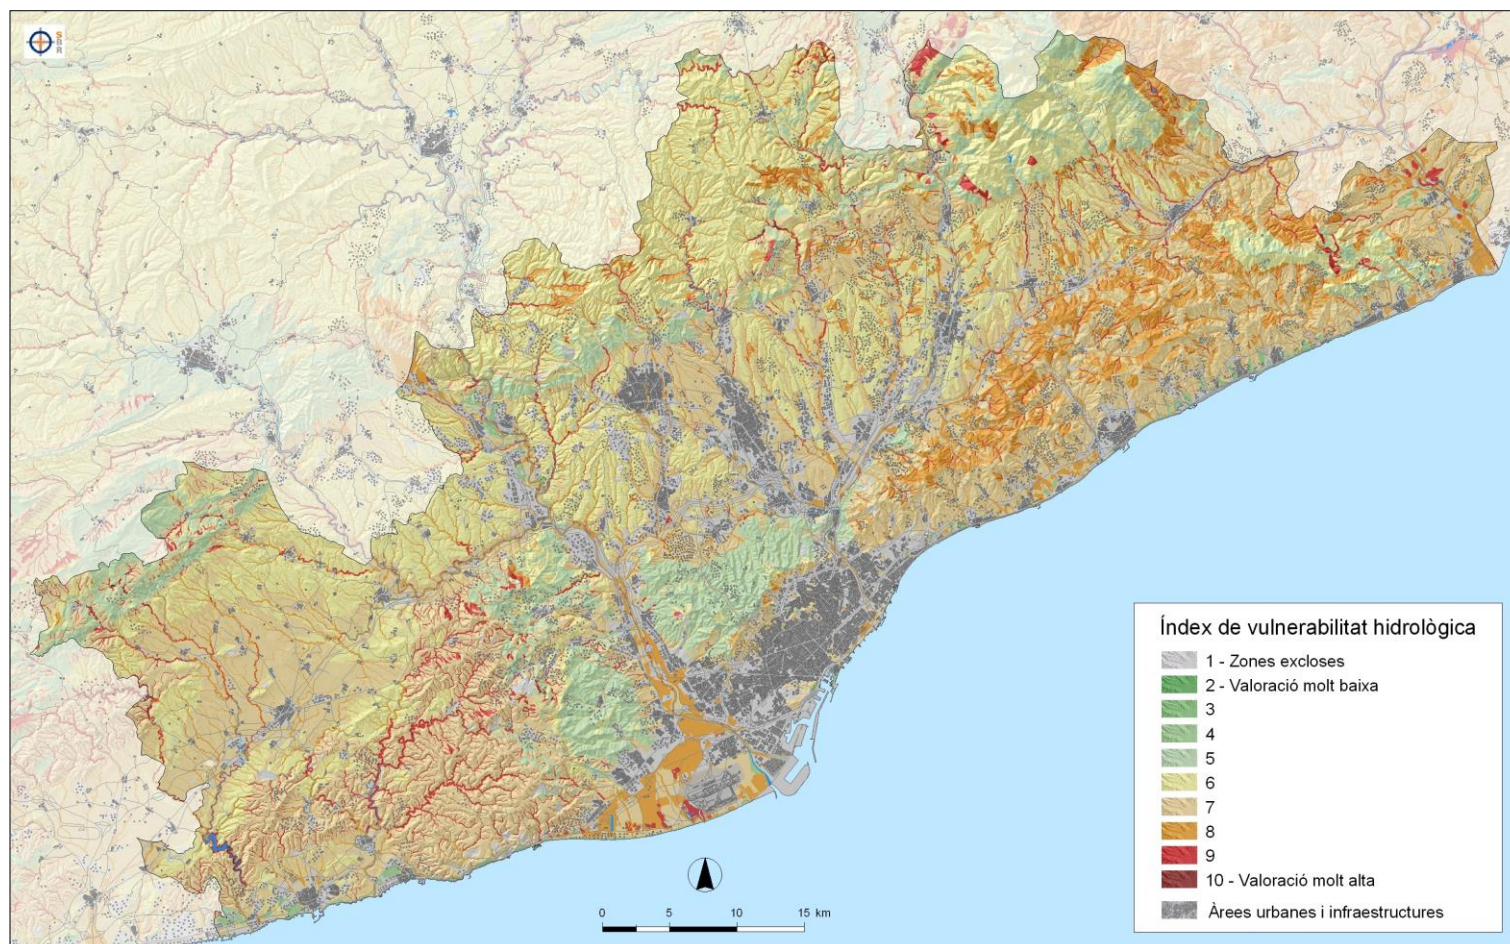 S
B
R
Índex de vulnerabilitat hidrològica
1 - Zones excloses
2 - Valoració molt baixa
3
4
5
6
7
8
9
10 - Valoració molt alta
Àrees urbanes i infraestructures
0 5 10 15 km